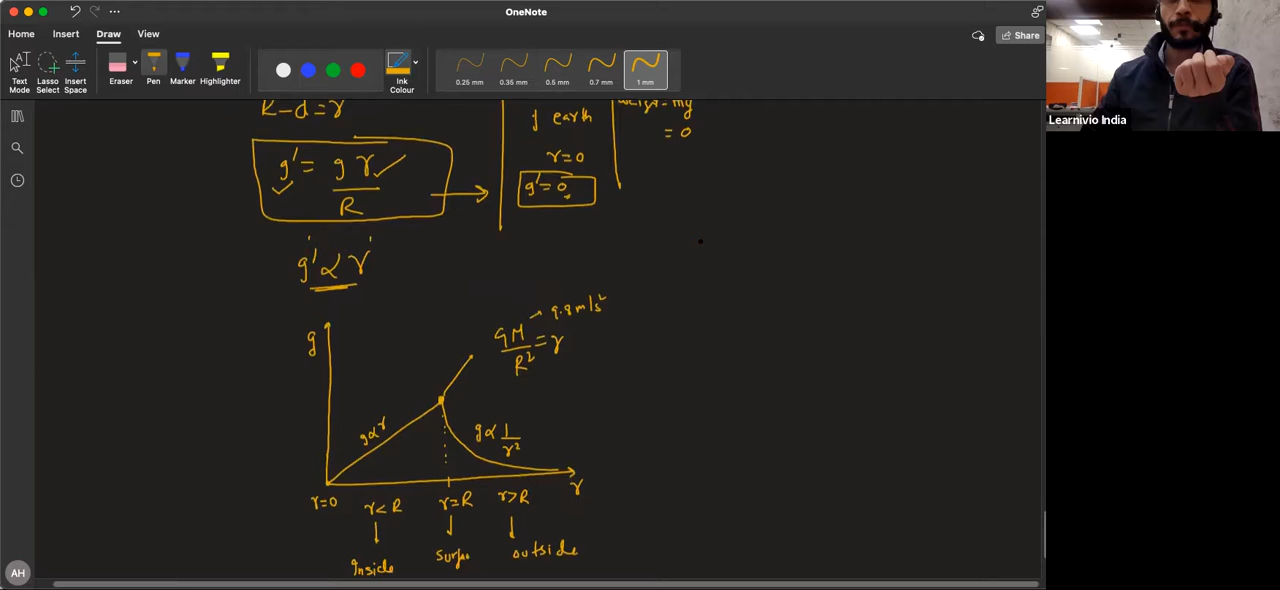 OneNote
Home Insert Draw View
Share
Text Mode
Lasso Select
Insert Space
Eraser
Pen
Marker
Highlighter
Ink Colour
0.25 mm
0.35 mm
0.5 mm
0.7 mm
1 mm
Learnivio India
R-d=r
g' = gr/R
g' ∝ r
earth
r=0
g' = 0
= 0
g
GM/R² = g
→ 9.8 m/s²
g∝r
g∝ 1/r²
r
r=0
r<R
r=R
r>R
Inside
outside
AH